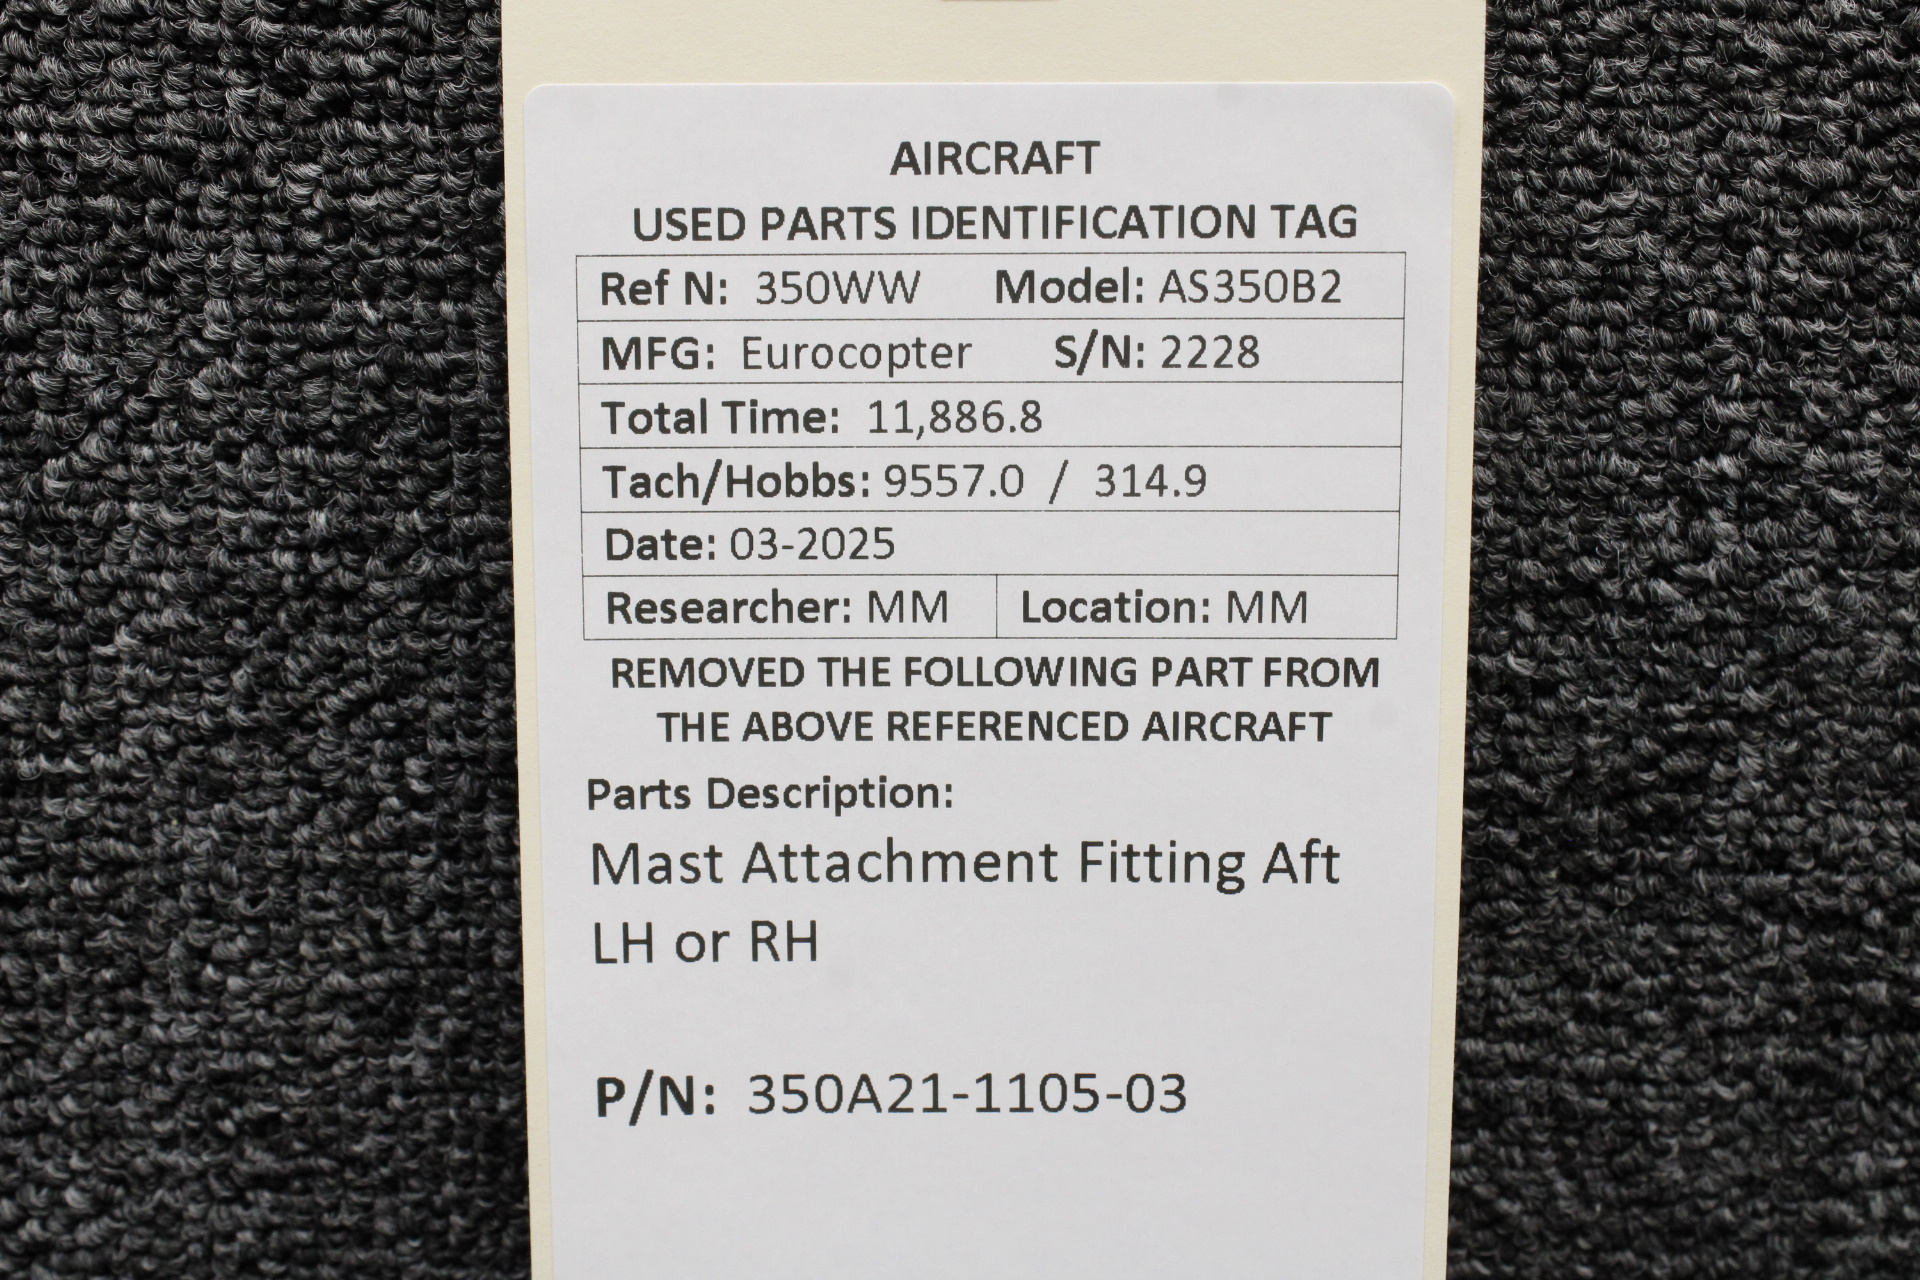 AIRCRAFT
USED PARTS IDENTIFICATION TAG
Ref N: 350WW Model: AS350B2
MFG: Eurocopter S/N: 2228
Total Time: 11,886.8
Tach/Hobbs: 9557.0 / 314.9
Date: 03-2025
Researcher: MM Location: MM
REMOVED THE FOLLOWING PART FROM
THE ABOVE REFERENCED AIRCRAFT
Parts Description:
Mast Attachment Fitting Aft
LH or RH
P/N: 350A21-1105-03